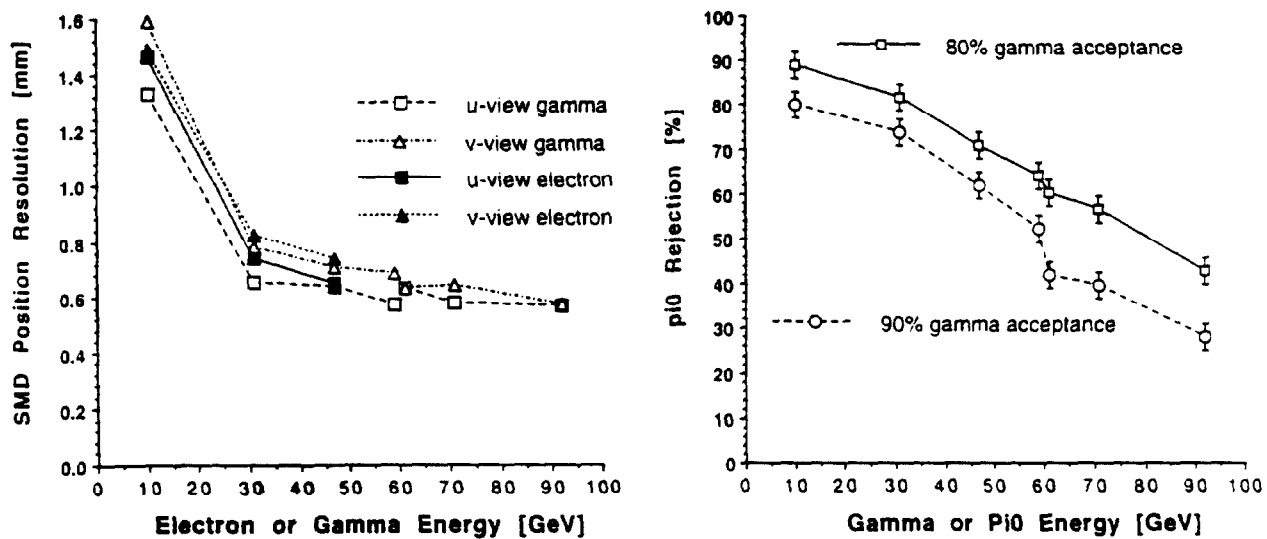 SMD Position Resolution [mm]
1.6
1.4
1.2
1.0
0.8
0.6
0.4
0.2
0.0
u-view gamma
v-view gamma
u-view electron
v-view electron
0 10 20 30 40 50 60 70 80 90 100
Electron or Gamma Energy [GeV]
pi0 Rejection [%]
100
90
80
70
60
50
40
30
20
10
0
80% gamma acceptance
90% gamma acceptance
0 10 20 30 40 50 60 70 80 90 100
Gamma or Pi0 Energy [GeV]